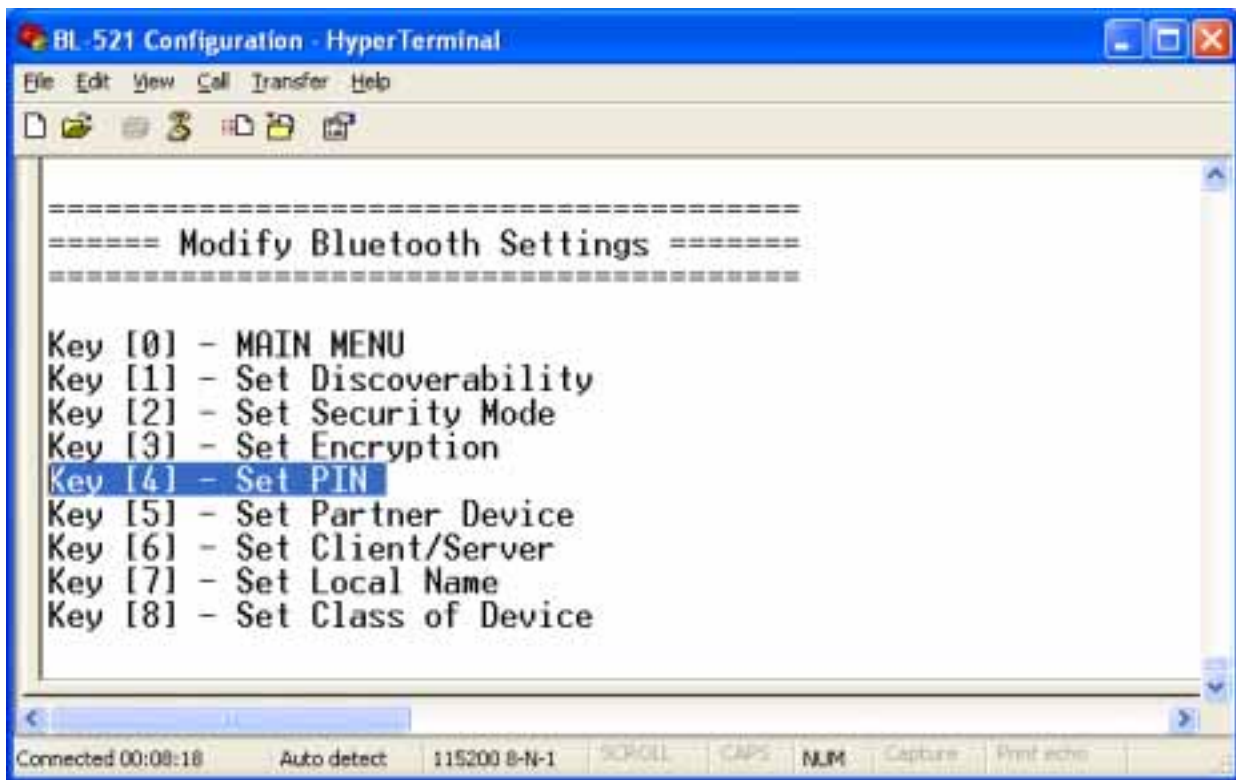 BL-521 Configuration - HyperTerminal
File Edit View Call Transfer Help
========================================
====== Modify Bluetooth Settings =======
========================================
Key [0] - MAIN MENU
Key [1] - Set Discoverability
Key [2] - Set Security Mode
Key [3] - Set Encryption
Key [4] - Set PIN
Key [5] - Set Partner Device
Key [6] - Set Client/Server
Key [7] - Set Local Name
Key [8] - Set Class of Device
Connected 00:08:18 Auto detect 115200 8-N-1 SCROLL CAPS NUM Capture Print echo